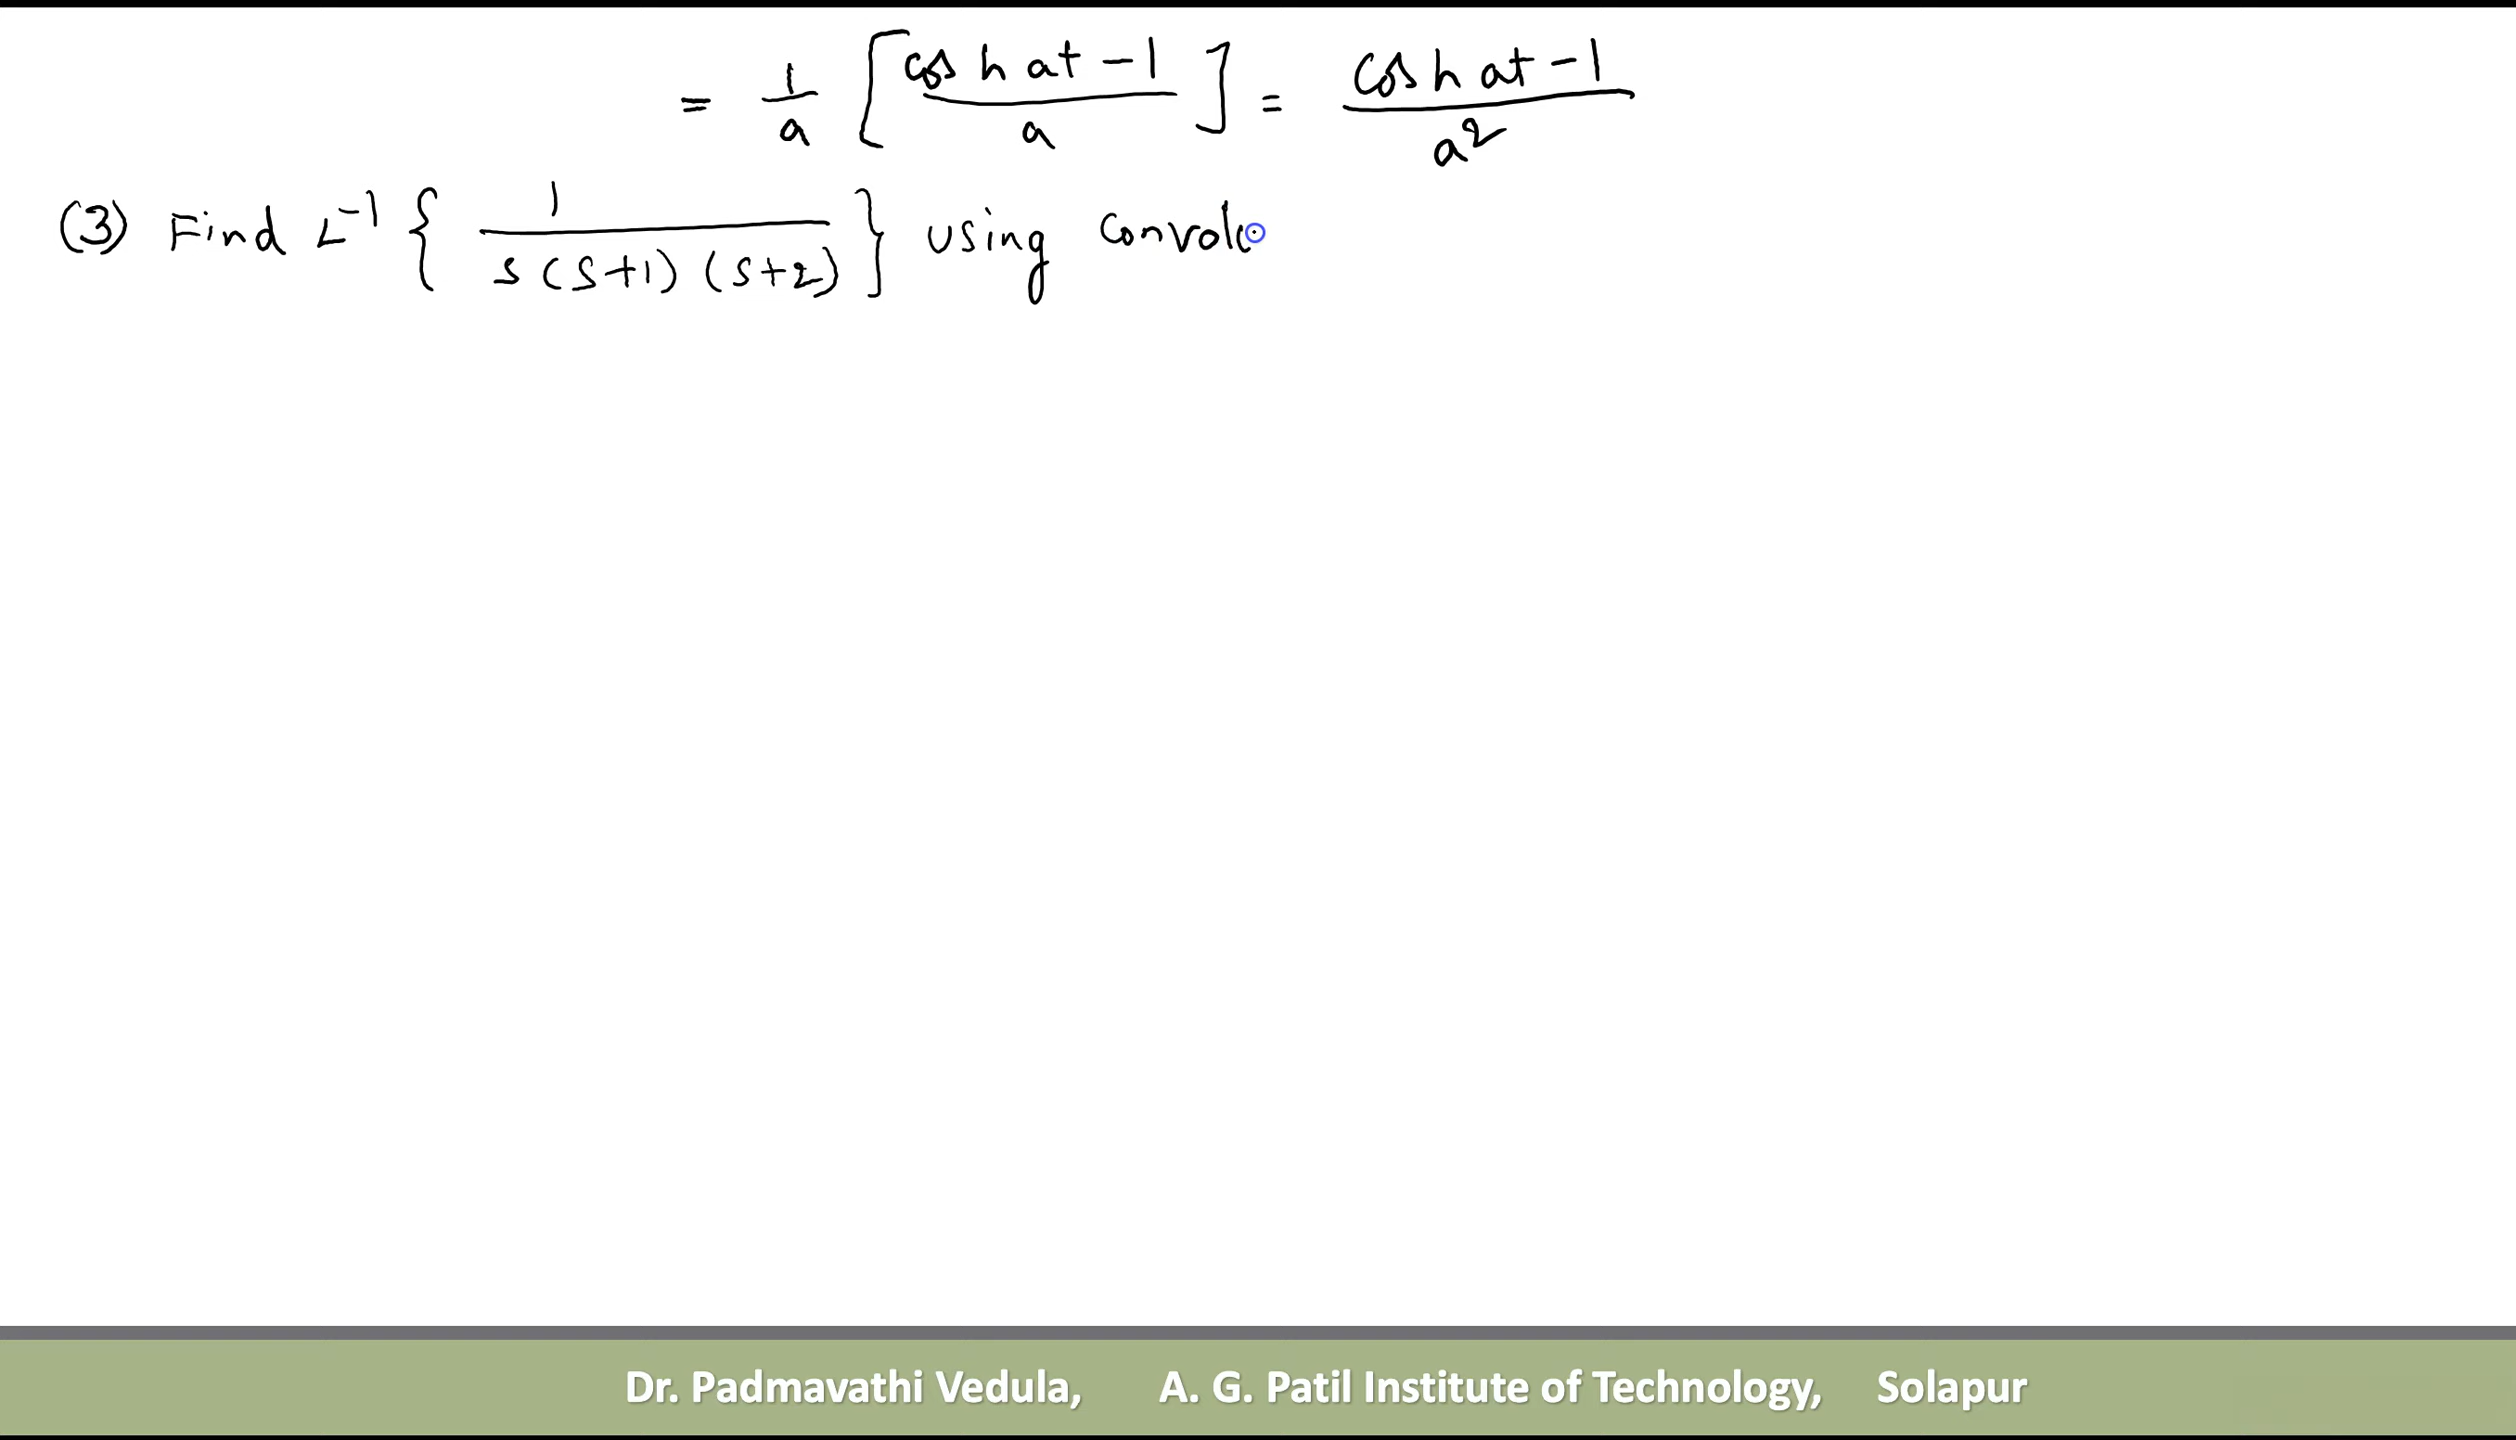 = 1/a [ (Cos h at - 1)/a ] = (Cos h at - 1)/a²
(3) Find L⁻¹ { 1/(s(s+1)(s+2)) } using Convolu
Dr. Padmavathi Vedula, A. G. Patil Institute of Technology, Solapur